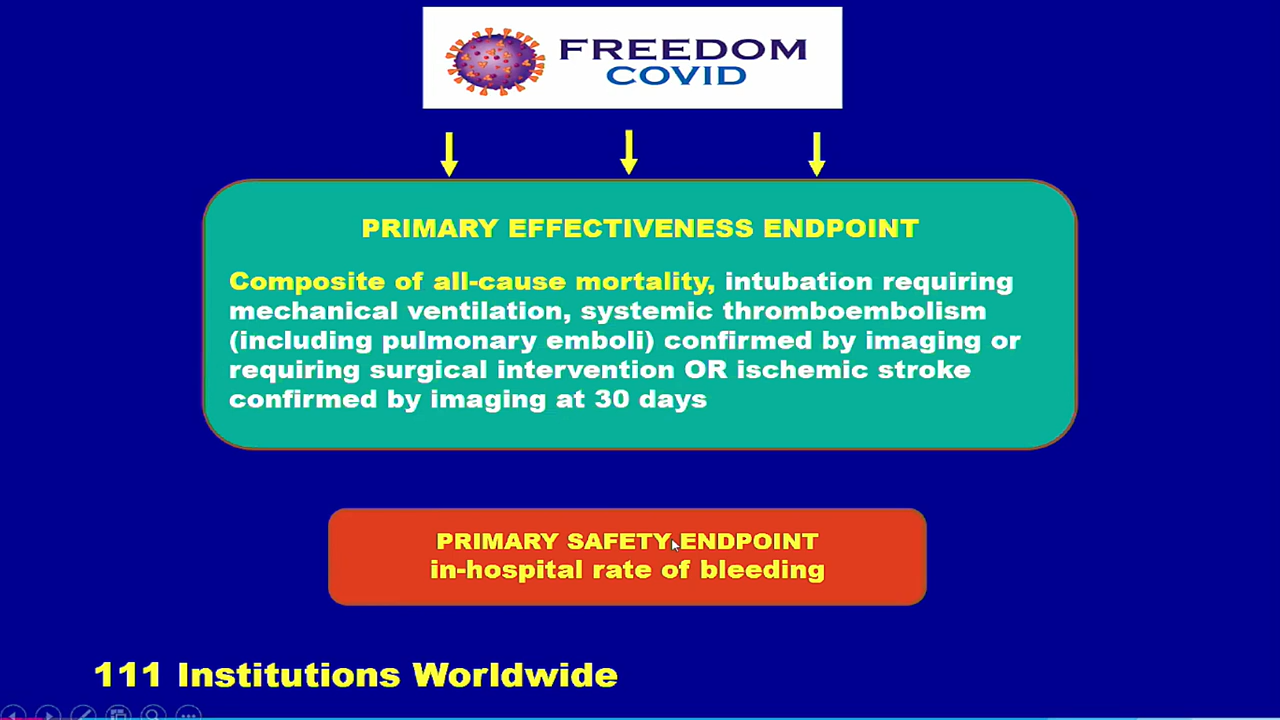 FREEDOM
COVID
PRIMARY EFFECTIVENESS ENDPOINT
Composite of all-cause mortality, intubation requiring
mechanical ventilation, systemic thromboembolism
(including pulmonary emboli) confirmed by imaging or
requiring surgical intervention OR ischemic stroke
confirmed by imaging at 30 days
PRIMARY SAFETY ENDPOINT
in-hospital rate of bleeding
111 Institutions Worldwide